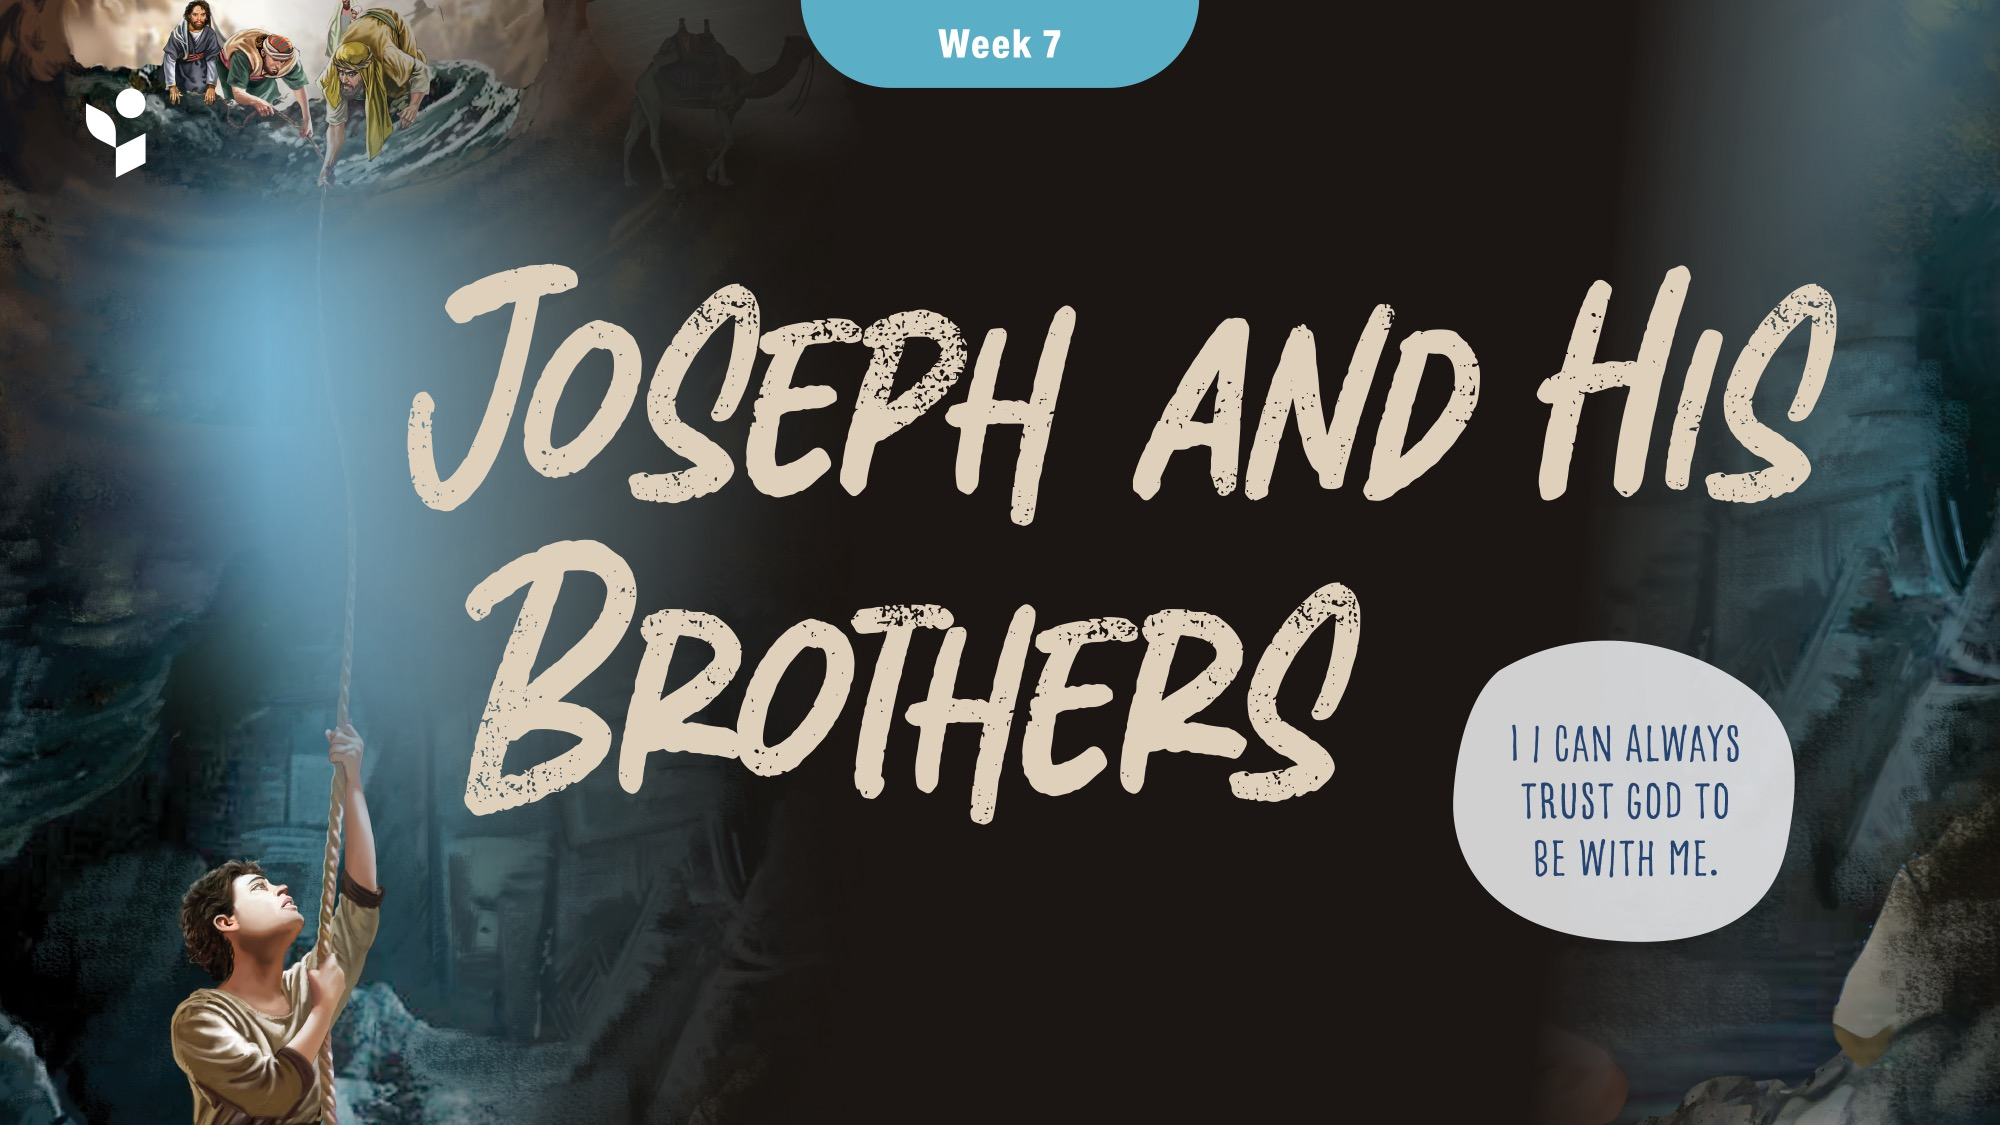 Week 7
Joseph and His
Brothers
I I CAN ALWAYS
TRUST GOD TO
BE WITH ME.